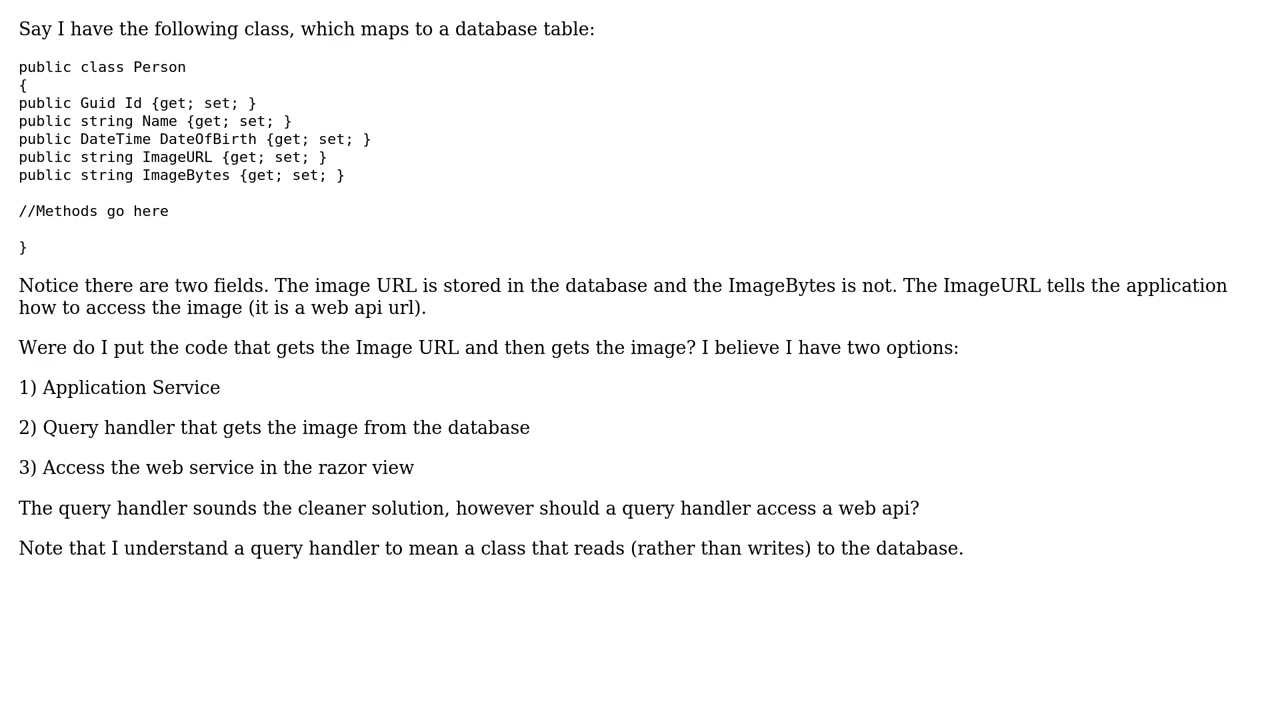 Say I have the following class, which maps to a database table:
public class Person
{
public Guid Id {get; set; }
public string Name {get; set; }
public DateTime DateOfBirth {get; set; }
public string ImageURL {get; set; }
public string ImageBytes {get; set; }
//Methods go here
}
Notice there are two fields. The image URL is stored in the database and the ImageBytes is not. The ImageURL tells the application
how to access the image (it is a web api url).
Were do I put the code that gets the Image URL and then gets the image? I believe I have two options:
1) Application Service
2) Query handler that gets the image from the database
3) Access the web service in the razor view
The query handler sounds the cleaner solution, however should a query handler access a web api?
Note that I understand a query handler to mean a class that reads (rather than writes) to the database.